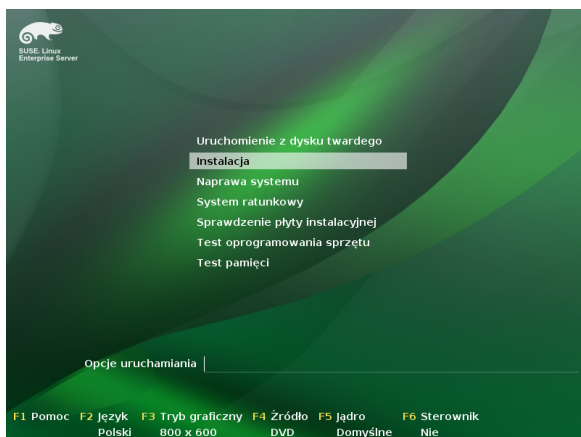 SUSE. Linux
Enterprise Server
Uruchomienie z dysku twardego
Instalacja
Naprawa systemu
System ratunkowy
Sprawdzenie płyty instalacyjnej
Test oprogramowania sprzętu
Test pamięci
Opcje uruchamiania
F1 Pomoc F2 Język F3 Tryb graficzny F4 Źródło F5 Jądro F6 Sterownik
Polski 800 x 600 DVD Domyślne Nie